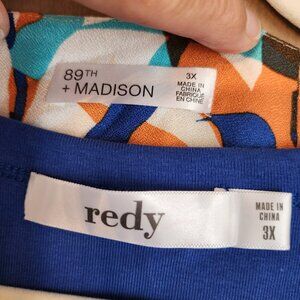 89TH
+ MADISON
3X
MADE IN
CHINA
FABRIQUÉ
EN CHINE
redy
MADE IN
CHINA
3X